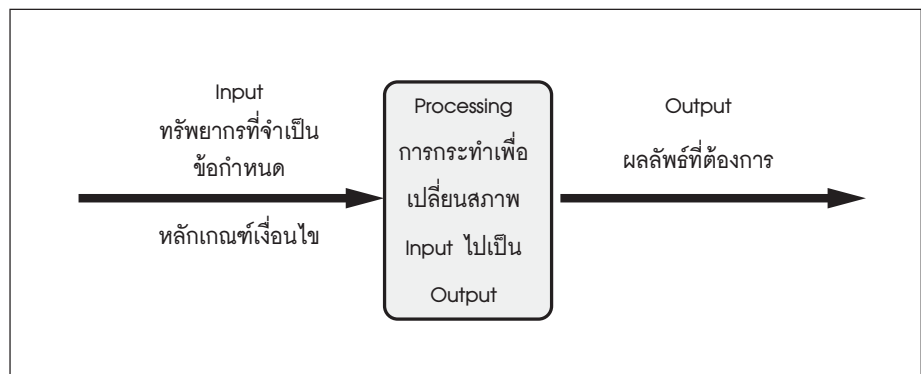 Input
ทรัพยากรที่จำเป็น
ข้อกำหนด
หลักเกณฑ์เงื่อนไข
Processing
การกระทำเพื่อ
เปลี่ยนสภาพ
Input ไปเป็น
Output
Output
ผลลัพธ์ที่ต้องการ